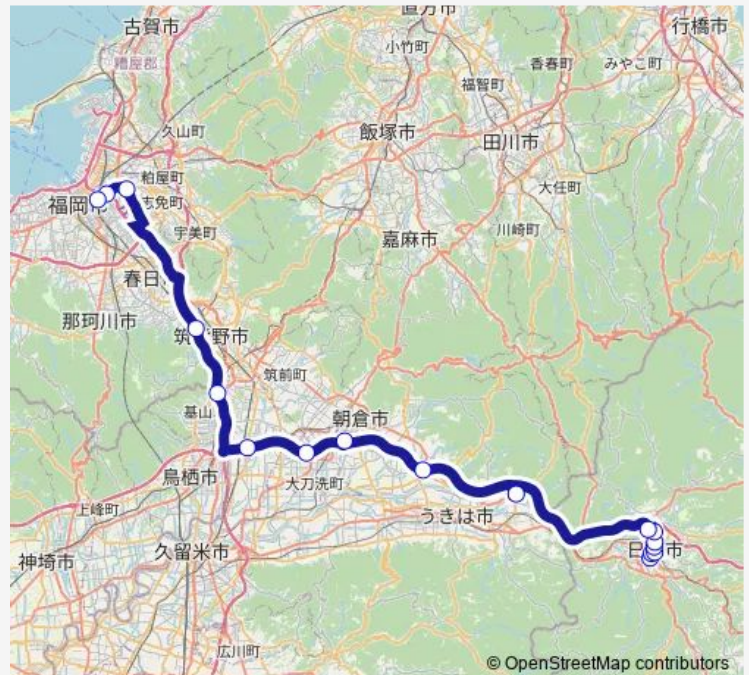 直方市
古賀市
行橋市
小竹町
糟屋郡
香春町
みやこ町
福智町
久山町
飯塚市
田川市
粕屋町
大任町
福岡市
志免町
宇美町
川崎町
嘉麻市
春日
那珂川市
筑紫野市
筑前町
基山
朝倉市
鳥栖市
大刀洗町
上峰町
うきは市
久留米市
日田市
神埼市
広川町
© OpenStreetMap contributors